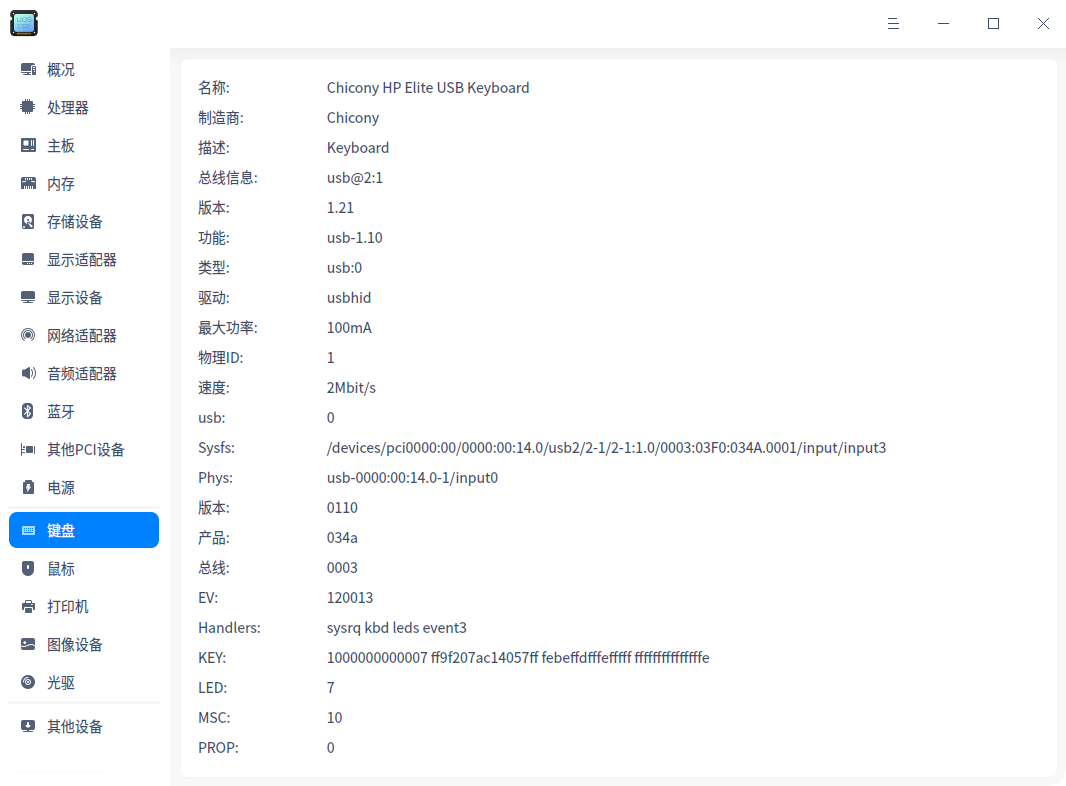 概况
处理器
主板
内存
存储设备
显示适配器
显示设备
网络适配器
音频适配器
蓝牙
其他PCI设备
电源
键盘
鼠标
打印机
图像设备
光驱
其他设备
名称: Chicony HP Elite USB Keyboard
制造商: Chicony
描述: Keyboard
总线信息: usb@2:1
版本: 1.21
功能: usb-1.10
类型: usb:0
驱动: usbhid
最大功率: 100mA
物理ID: 1
速度: 2Mbit/s
usb: 0
Sysfs: /devices/pci0000:00/0000:00:14.0/usb2/2-1/2-1:1.0/0003:03F0:034A.0001/input/input3
Phys: usb-0000:00:14.0-1/input0
版本: 0110
产品: 034a
总线: 0003
EV: 120013
Handlers: sysrq kbd leds event3
KEY: 1000000000007 ff9f207ac14057ff febeffdfffefffff fffffffffffffffe
LED: 7
MSC: 10
PROP: 0